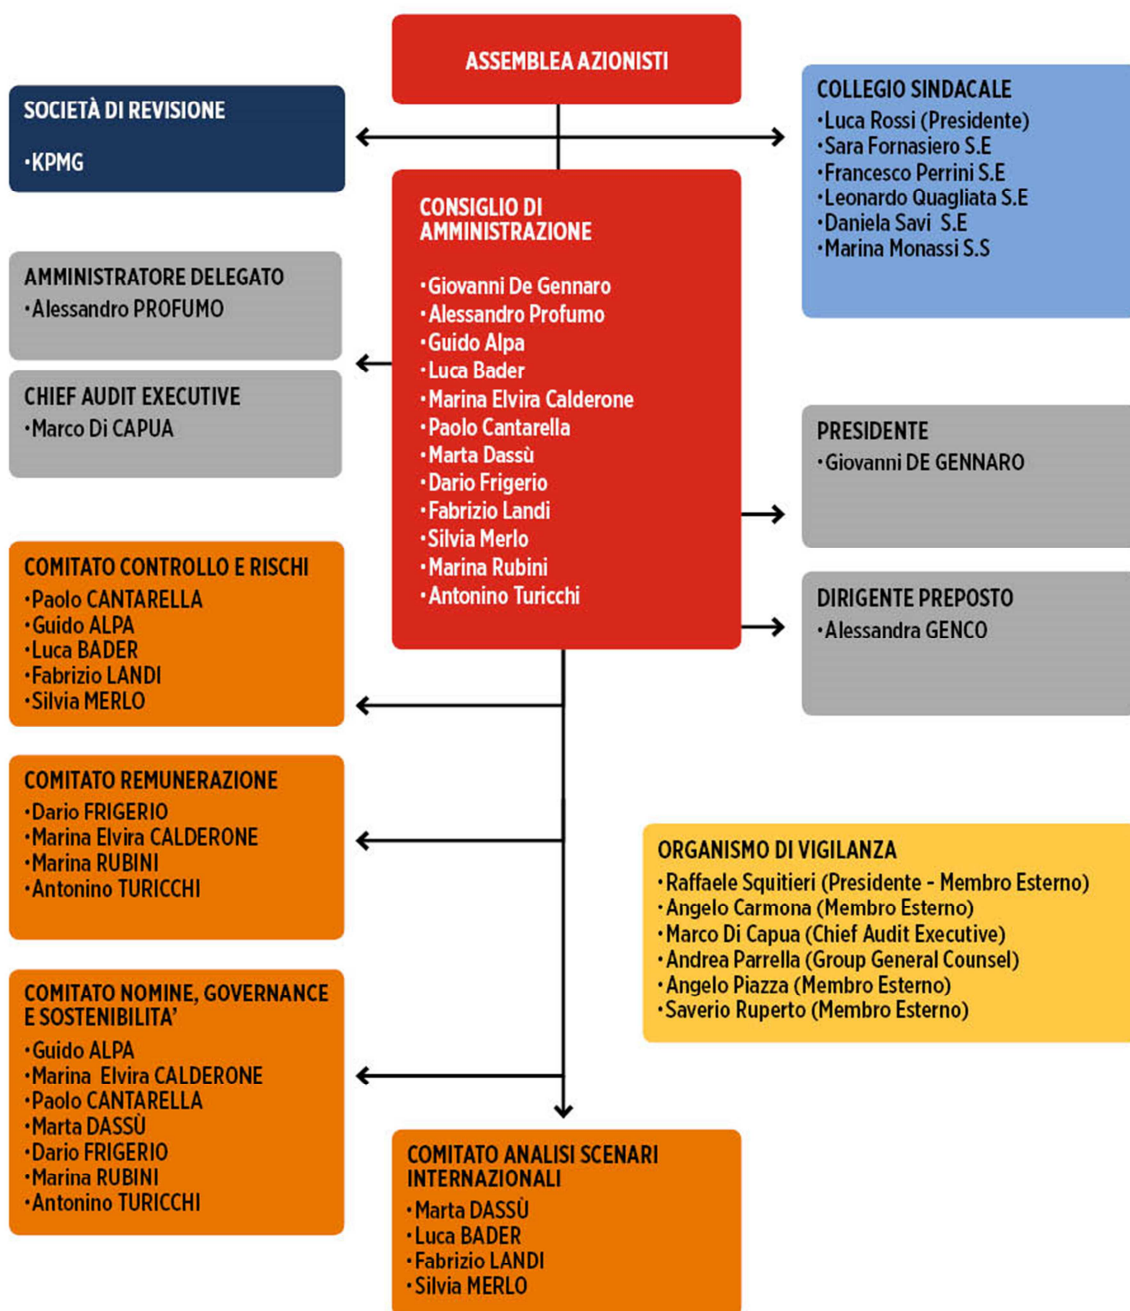 ASSEMBLEA AZIONISTI
SOCIETÀ DI REVISIONE
•KPMG
COLLEGIO SINDACALE
•Luca Rossi (Presidente)
•Sara Fornasiero S.E
•Francesco Perrini S.E
•Leonardo Quagliata S.E
•Daniela Savi S.E
•Marina Monassi S.S
CONSIGLIO DI
AMMINISTRAZIONE
•Giovanni De Gennaro
•Alessandro Profumo
•Guido Alpa
•Luca Bader
•Marina Elvira Calderone
•Paolo Cantarella
•Marta Dassù
•Dario Frigerio
•Fabrizio Landi
•Silvia Merlo
•Marina Rubini
•Antonino Turicchi
AMMINISTRATORE DELEGATO
•Alessandro PROFUMO
CHIEF AUDIT EXECUTIVE
•Marco Di CAPUA
PRESIDENTE
•Giovanni DE GENNARO
DIRIGENTE PREPOSTO
•Alessandra GENCO
COMITATO CONTROLLO E RISCHI
•Paolo CANTARELLA
•Guido ALPA
•Luca BADER
•Fabrizio LANDI
•Silvia MERLO
COMITATO REMUNERAZIONE
•Dario FRIGERIO
•Marina Elvira CALDERONE
•Marina RUBINI
•Antonino TURICCHI
ORGANISMO DI VIGILANZA
•Raffaele Squitieri (Presidente - Membro Esterno)
•Angelo Carmona (Membro Esterno)
•Marco Di Capua (Chief Audit Executive)
•Andrea Parrella (Group General Counsel)
•Angelo Piazza (Membro Esterno)
•Saverio Ruperto (Membro Esterno)
COMITATO NOMINE, GOVERNANCE
E SOSTENIBILITA'
•Guido ALPA
•Marina Elvira CALDERONE
•Paolo CANTARELLA
•Marta DASSÙ
•Dario FRIGERIO
•Marina RUBINI
•Antonino TURICCHI
COMITATO ANALISI SCENARI
INTERNAZIONALI
•Marta DASSÙ
•Luca BADER
•Fabrizio LANDI
•Silvia MERLO